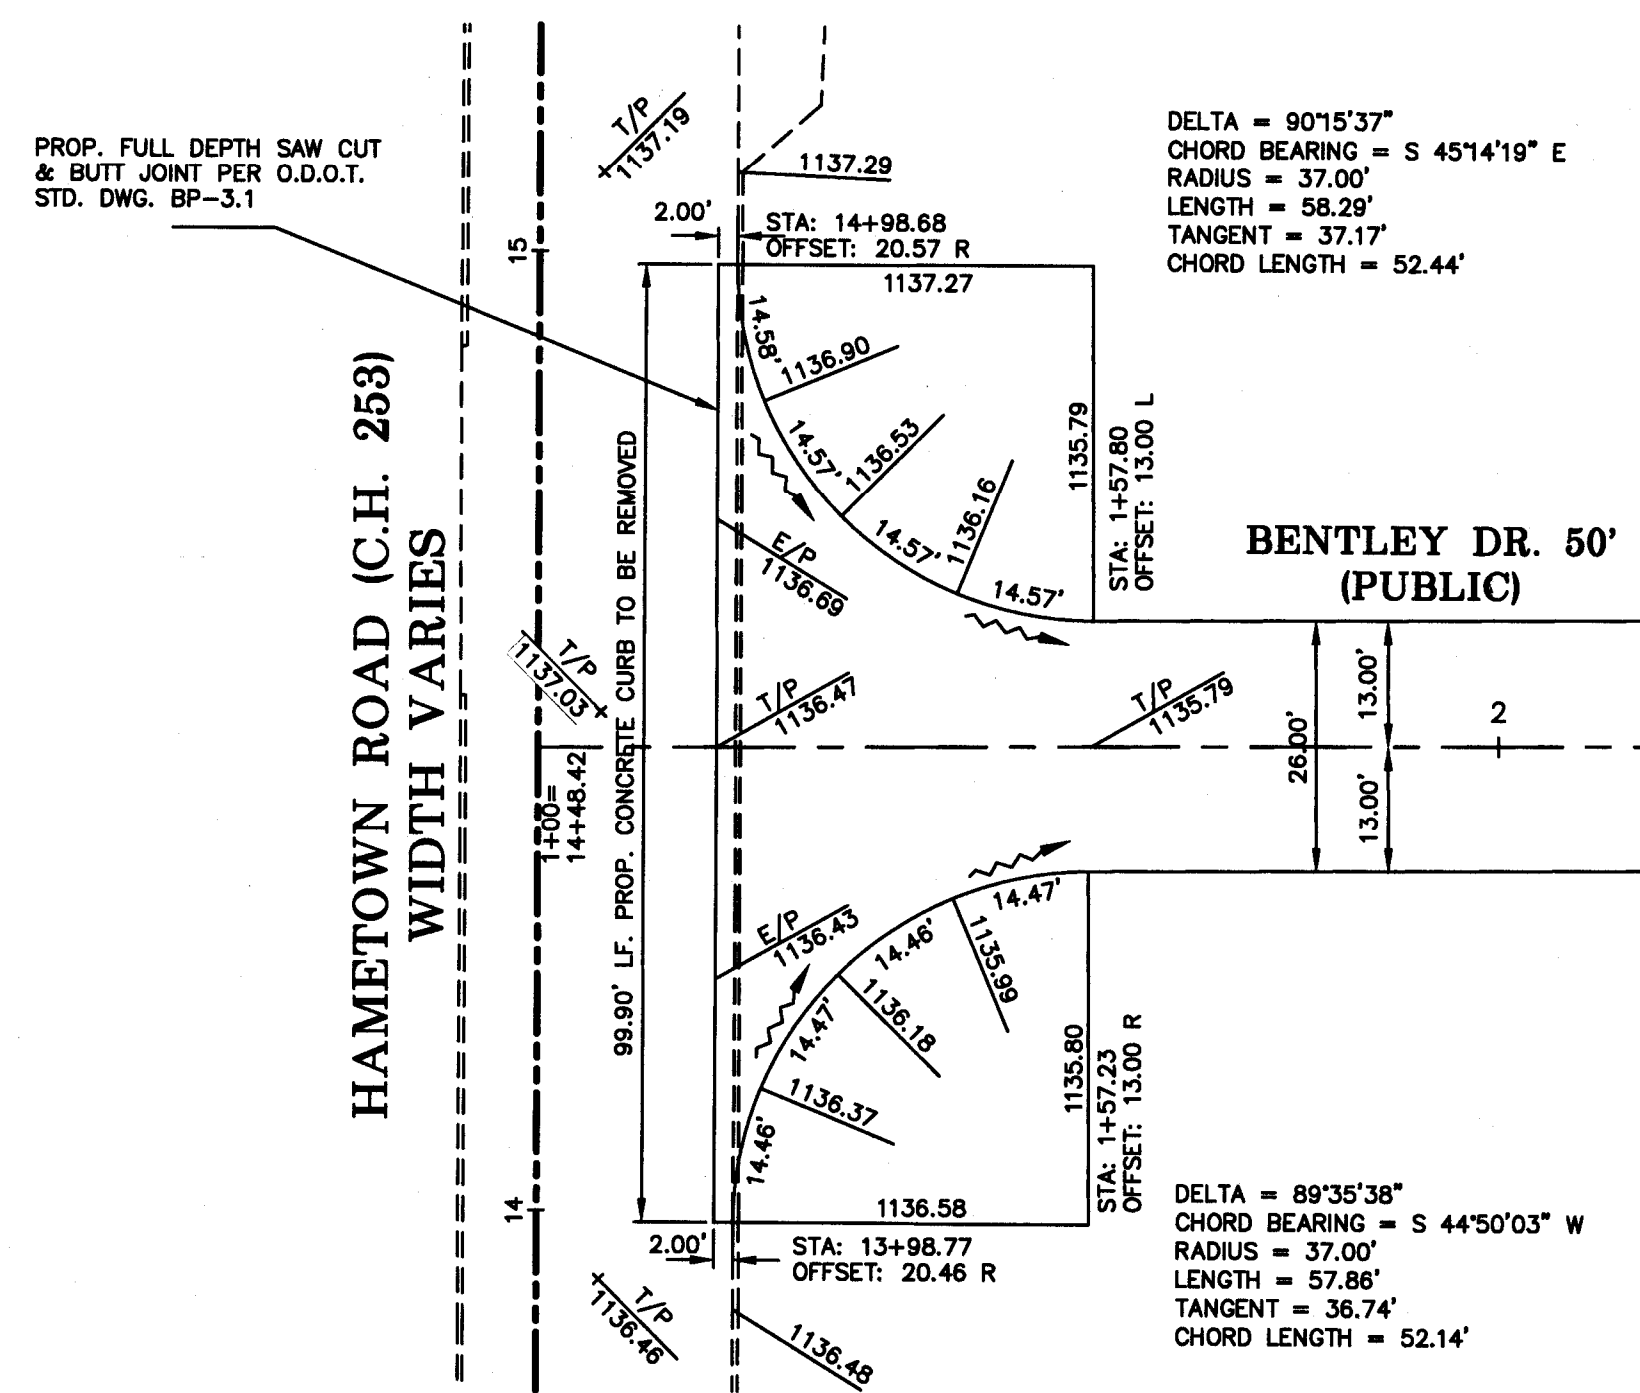 T/P
1137.19
DELTA = 90°15'37"
CHORD BEARING = S 45°14'19" E
RADIUS = 37.00'
LENGTH = 58.29'
TANGENT = 37.17'
CHORD LENGTH = 52.44'
PROP. FULL DEPTH SAW CUT
& BUTT JOINT PER O.D.O.T.
STD. DWG. BP-3.1
1137.29
2.00'
STA: 14+98.68
OFFSET: 20.57 R
15
1137.27
14.58'
1136.90
14.57'
1136.53
14.57'
1136.16
14.57'
1135.79
STA: 1+57.80
OFFSET: 13.00 L
HAMETOWN ROAD (C.H. 253)
WIDTH VARIES
99.90' LF. PROP. CONCRETE CURB TO BE REMOVED
E/P
1136.69
BENTLEY DR. 50'
(PUBLIC)
T/P
1137.03
T/P
1136.47
T/P
1135.79
26.00'
13.00'
13.00'
2
1+00=
14+48.42
E/P
1136.43
14.47'
14.46'
1135.99
14.47'
1136.18
14.46'
1136.37
1135.80
STA: 1+57.23
OFFSET: 13.00 R
14
1136.58
2.00'
STA: 13+98.77
OFFSET: 20.46 R
T/P
1136.46
1136.48
DELTA = 89°35'38"
CHORD BEARING = S 44°50'03" W
RADIUS = 37.00'
LENGTH = 57.86'
TANGENT = 36.74'
CHORD LENGTH = 52.14'